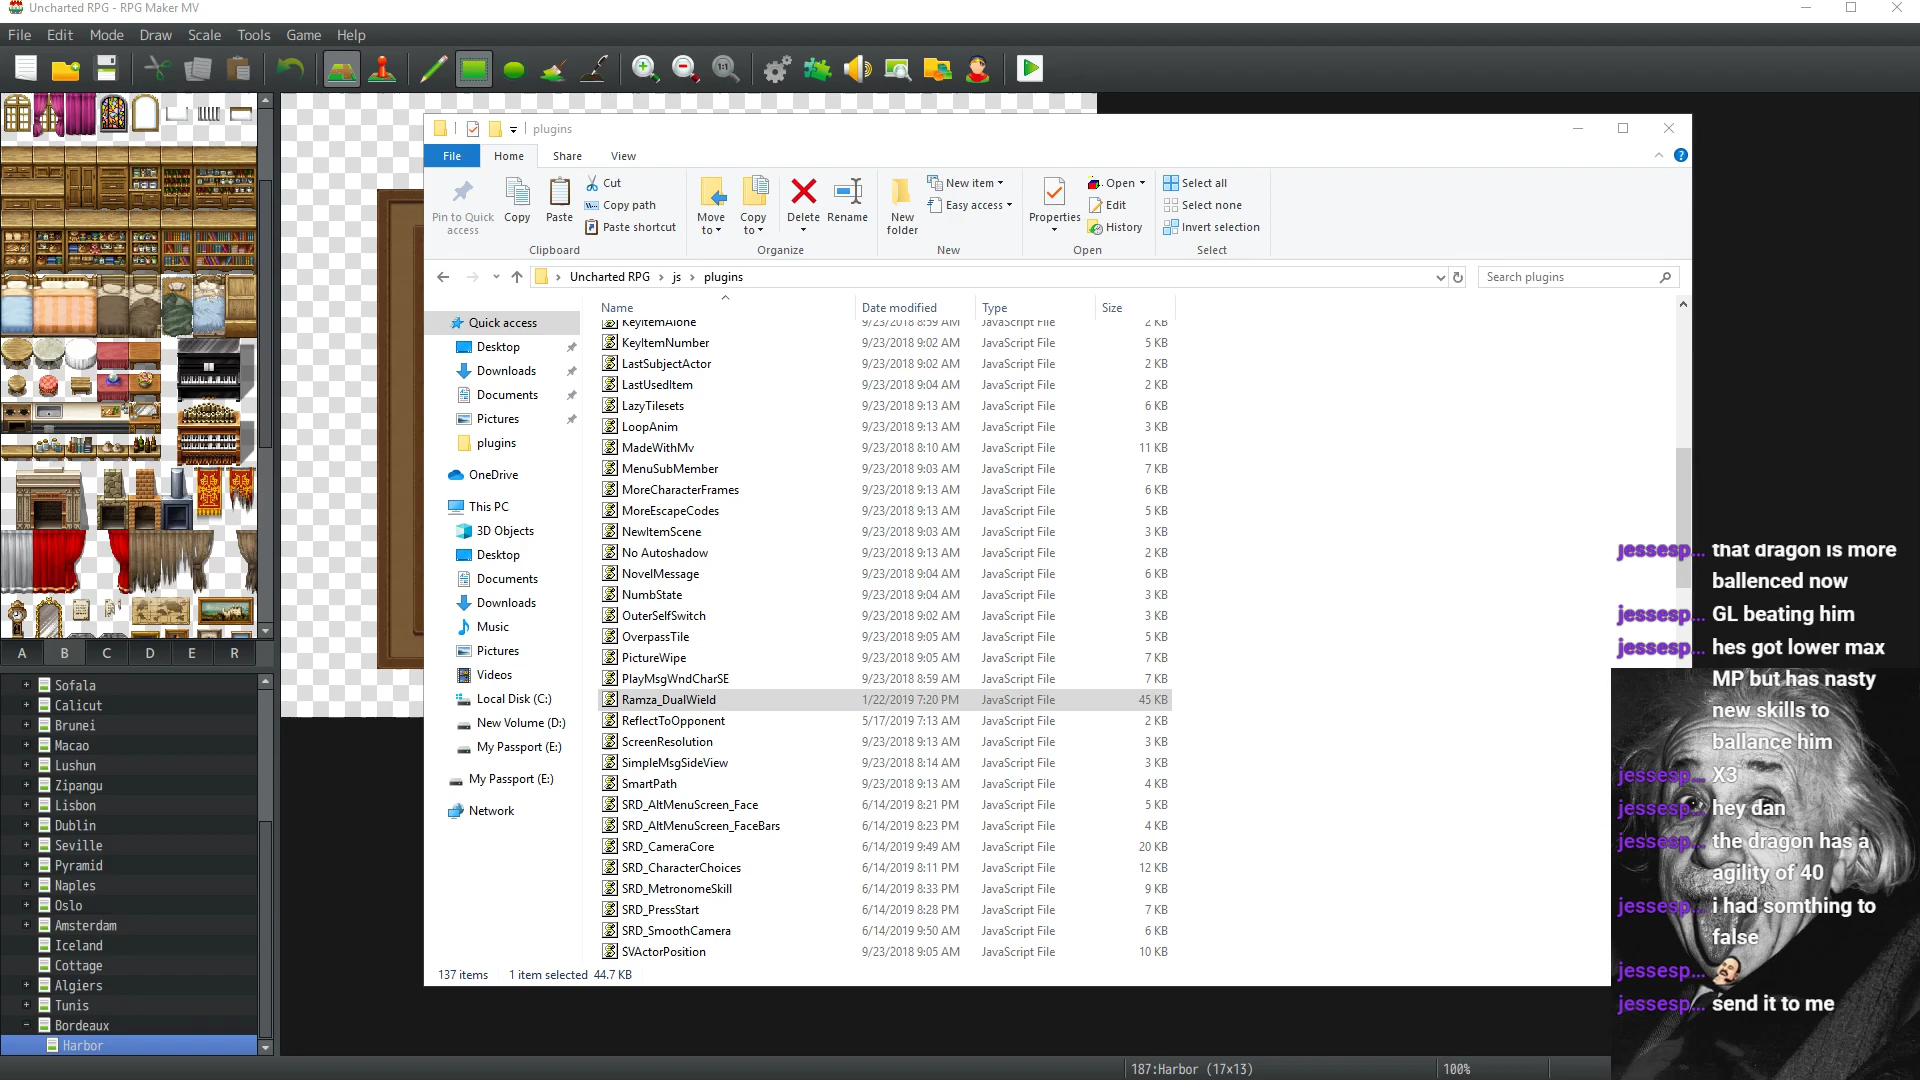 Uncharted RPG - RPG Maker MV
File Edit Mode Draw Scale Tools Game Help
plugins
File Home Share View
Pin to Quick access
Copy
Paste
Cut
Copy path
Paste shortcut
Move to
Copy to
Delete
Rename
New folder
New item
Easy access
Properties
Open
Edit
History
Select all
Select none
Invert selection
Clipboard Organize New Open Select
Uncharted RPG > js > plugins
Search plugins
Name Date modified Type Size
Quick access
Desktop
Downloads
Documents
Pictures
plugins
OneDrive
This PC
3D Objects
Desktop
Documents
Downloads
Music
Pictures
Videos
Local Disk (C:)
New Volume (D:)
My Passport (E:)
My Passport (E:)
Network
KeyItemAlone 9/23/2018 8:59 AM JavaScript File 2 KB
KeyItemNumber 9/23/2018 9:02 AM JavaScript File 5 KB
LastSubjectActor 9/23/2018 9:02 AM JavaScript File 2 KB
LastUsedItem 9/23/2018 9:04 AM JavaScript File 2 KB
LazyTilesets 9/23/2018 9:13 AM JavaScript File 6 KB
LoopAnim 9/23/2018 9:13 AM JavaScript File 3 KB
MadeWithMv 9/23/2018 8:10 AM JavaScript File 11 KB
MenuSubMember 9/23/2018 9:03 AM JavaScript File 7 KB
MoreCharacterFrames 9/23/2018 9:13 AM JavaScript File 6 KB
MoreEscapeCodes 9/23/2018 9:13 AM JavaScript File 5 KB
NewItemScene 9/23/2018 9:03 AM JavaScript File 3 KB
No Autoshadow 9/23/2018 9:13 AM JavaScript File 2 KB
NovelMessage 9/23/2018 9:04 AM JavaScript File 6 KB
NumbState 9/23/2018 9:04 AM JavaScript File 3 KB
OuterSelfSwitch 9/23/2018 9:02 AM JavaScript File 3 KB
OverpassTile 9/23/2018 9:05 AM JavaScript File 5 KB
PictureWipe 9/23/2018 9:05 AM JavaScript File 7 KB
PlayMsgWndCharSE 9/23/2018 8:59 AM JavaScript File 7 KB
Ramza_DualWield 1/22/2019 7:20 PM JavaScript File 45 KB
ReflectToOpponent 5/17/2019 7:13 AM JavaScript File 2 KB
ScreenResolution 9/23/2018 9:13 AM JavaScript File 3 KB
SimpleMsgSideView 9/23/2018 8:14 AM JavaScript File 3 KB
SmartPath 9/23/2018 9:13 AM JavaScript File 4 KB
SRD_AltMenuScreen_Face 6/14/2019 8:21 PM JavaScript File 5 KB
SRD_AltMenuScreen_FaceBars 6/14/2019 8:23 PM JavaScript File 4 KB
SRD_CameraCore 6/14/2019 9:49 AM JavaScript File 20 KB
SRD_CharacterChoices 6/14/2019 8:11 PM JavaScript File 12 KB
SRD_MetronomeSkill 6/14/2019 8:33 PM JavaScript File 9 KB
SRD_PressStart 6/14/2019 8:28 PM JavaScript File 7 KB
SRD_SmoothCamera 6/14/2019 9:50 AM JavaScript File 6 KB
SVActorPosition 9/23/2018 9:05 AM JavaScript File 10 KB
137 items 1 item selected 44.7 KB
A B C D E R
Sofala
Calicut
Brunei
Macao
Lushun
Zipangu
Lisbon
Dublin
Seville
Pyramid
Naples
Oslo
Amsterdam
Iceland
Cottage
Algiers
Tunis
Bordeaux
Harbor
jessesp... that dragon is more
ballenced now
jessesp... GL beating him
jessesp... hes got lower max
MP but has nasty
new skills to
ballance him
jessesp... X3
jessesp... hey dan
jessesp... the dragon has a
agility of 40
jessesp... i had somthing to
false
jessesp...
jessesp... send it to me
187:Harbor (17x13) 100%